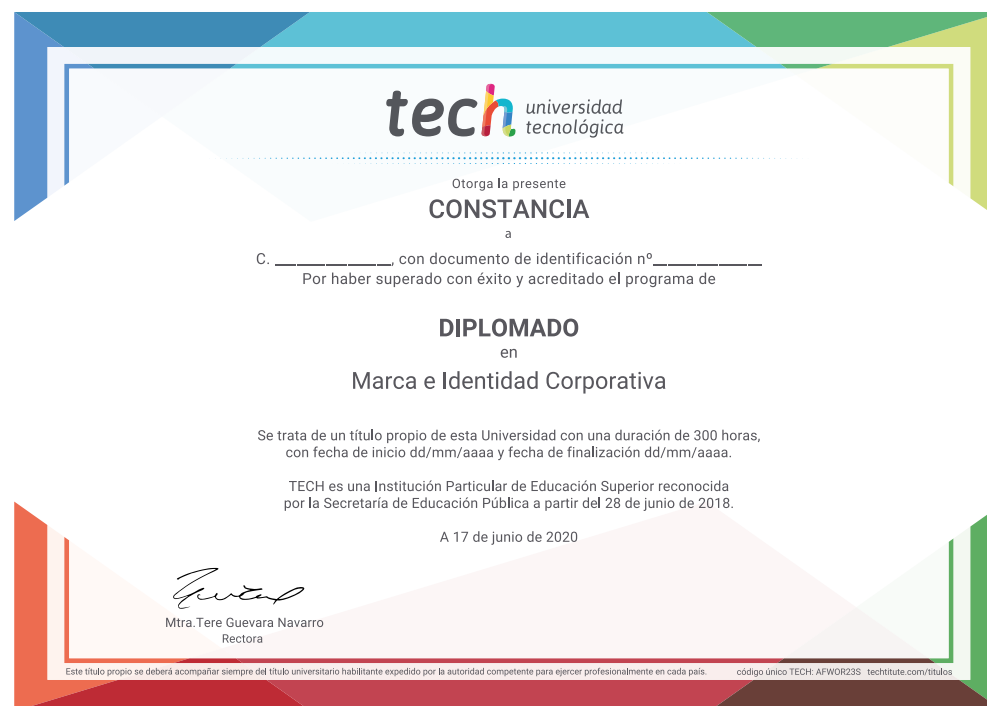 tech universidad
tecnológica
Otorga la presente
CONSTANCIA
a
C. ______________, con documento de identificación nº_____________
Por haber superado con éxito y acreditado el programa de
DIPLOMADO
en
Marca e Identidad Corporativa
Se trata de un título propio de esta Universidad con una duración de 300 horas,
con fecha de inicio dd/mm/aaaa y fecha de finalización dd/mm/aaaa.
TECH es una Institución Particular de Educación Superior reconocida
por la Secretaría de Educación Pública a partir del 28 de junio de 2018.
A 17 de junio de 2020
Mtra.Tere Guevara Navarro
Rectora
Este título propio se deberá acompañar siempre del título universitario habilitante expedido por la autoridad competente para ejercer profesionalmente en cada país. código único TECH: AFWOR23S techtitute.com/titulos